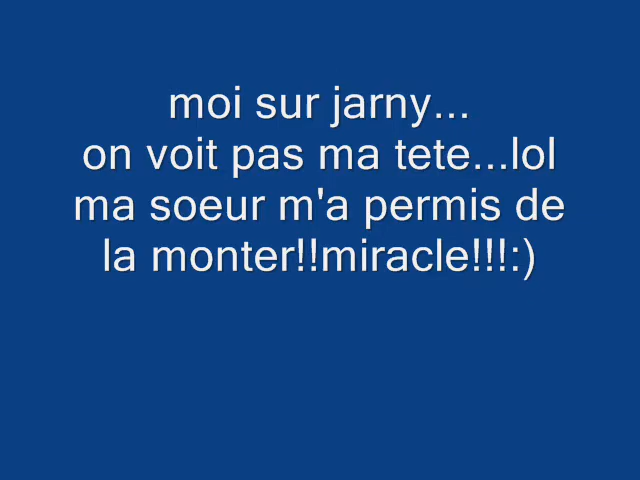 moi sur jarny...
on voit pas ma tete...lol
ma soeur m'a permis de
la monter!!miracle!!!:)